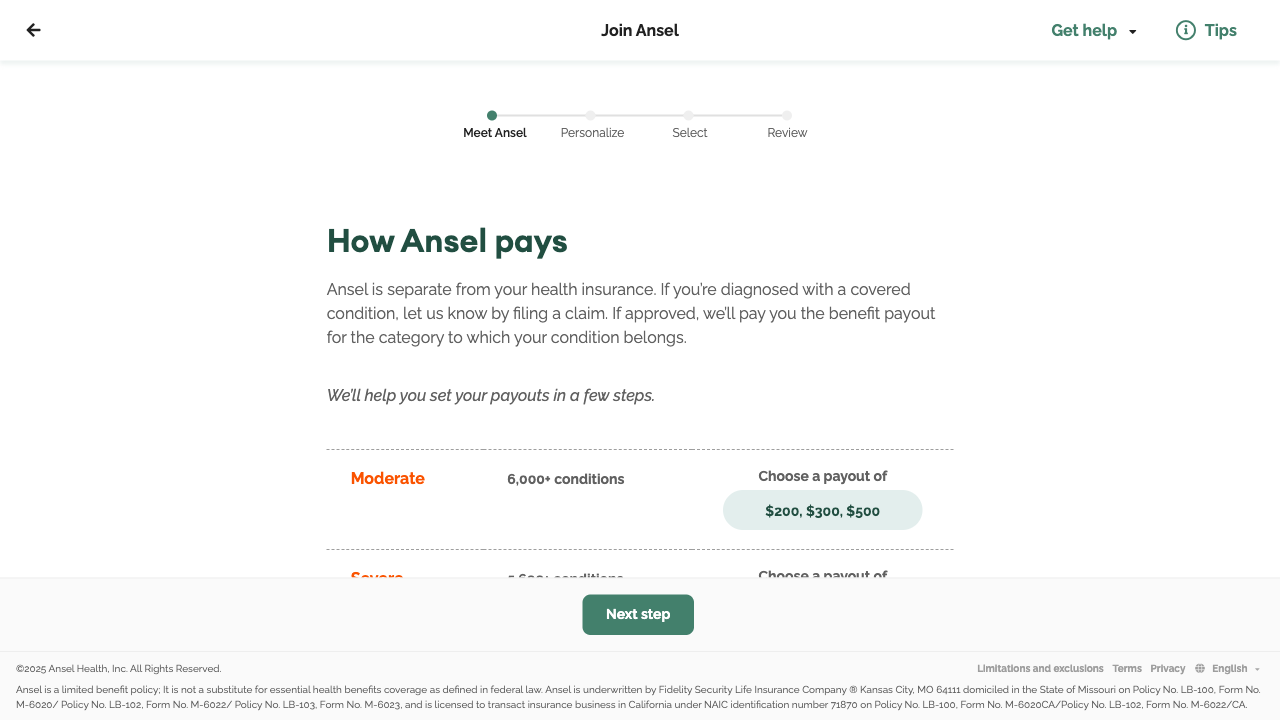 Join Ansel
Get help
Tips
Meet Ansel
Personalize
Select
Review
How Ansel pays
Ansel is separate from your health insurance. If you're diagnosed with a covered
condition, let us know by filing a claim. If approved, we'll pay you the benefit payout
for the category to which your condition belongs.
We'll help you set your payouts in a few steps.
Moderate
6,000+ conditions
Choose a payout of
$200, $300, $500
Severe
Choose a payout of
Next step
©2025 Ansel Health, Inc. All Rights Reserved.
Limitations and exclusions
Terms
Privacy
English
Ansel is a limited benefit policy; It is not a substitute for essential health benefits coverage as defined in federal law. Ansel is underwritten by Fidelity Security Life Insurance Company ® Kansas City, MO 64111 domiciled in the State of Missouri on Policy No. LB-100, Form No.
M-6020/ Policy No. LB-102, Form No. M-6022/ Policy No. LB-103, Form No. M-6023, and is licensed to transact insurance business in California under NAIC identification number 71870 on Policy No. LB-100, Form No. M-6020CA/Policy No. LB-102, Form No. M-6022/CA.